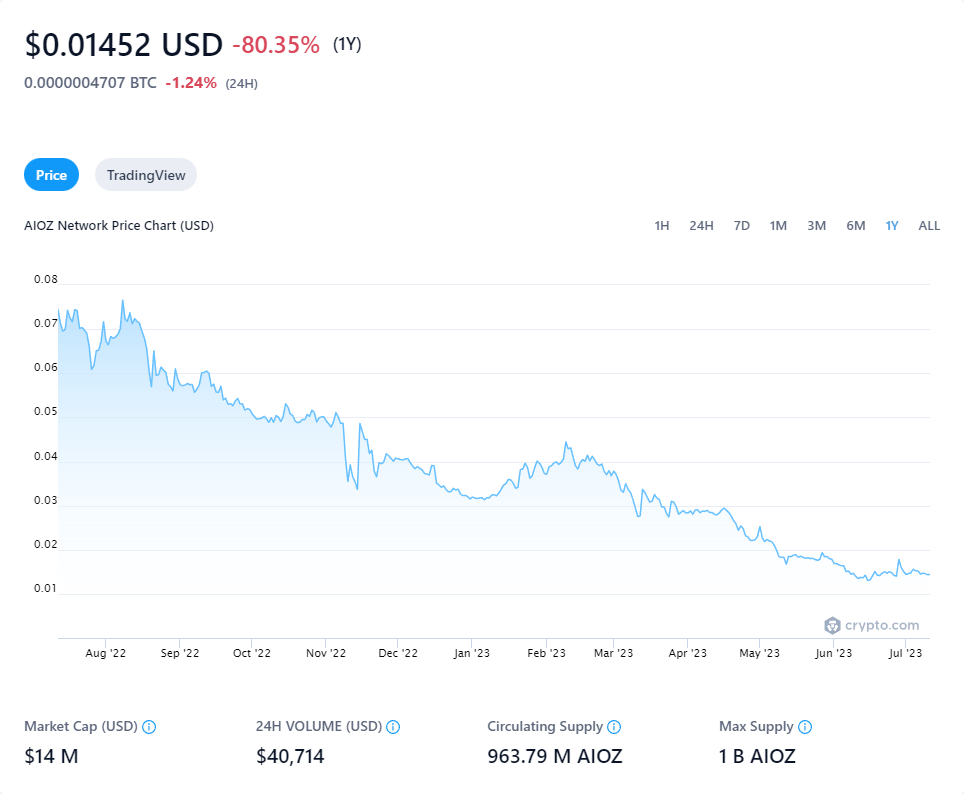 $0.01452 USD -80.35% (1Y)
0.0000004707 BTC -1.24% (24H)
Price TradingView
AIOZ Network Price Chart (USD) 1H 24H 7D 1M 3M 6M 1Y ALL
0.08
0.07
0.06
0.05
0.04
0.03
0.02
0.01
crypto.com
Aug '22 Sep '22 Oct '22 Nov '22 Dec '22 Jan '23 Feb '23 Mar '23 Apr '23 May '23 Jun '23 Jul '23
Market Cap (USD) 24H VOLUME (USD) Circulating Supply Max Supply
$14 M $40,714 963.79 M AIOZ 1 B AIOZ